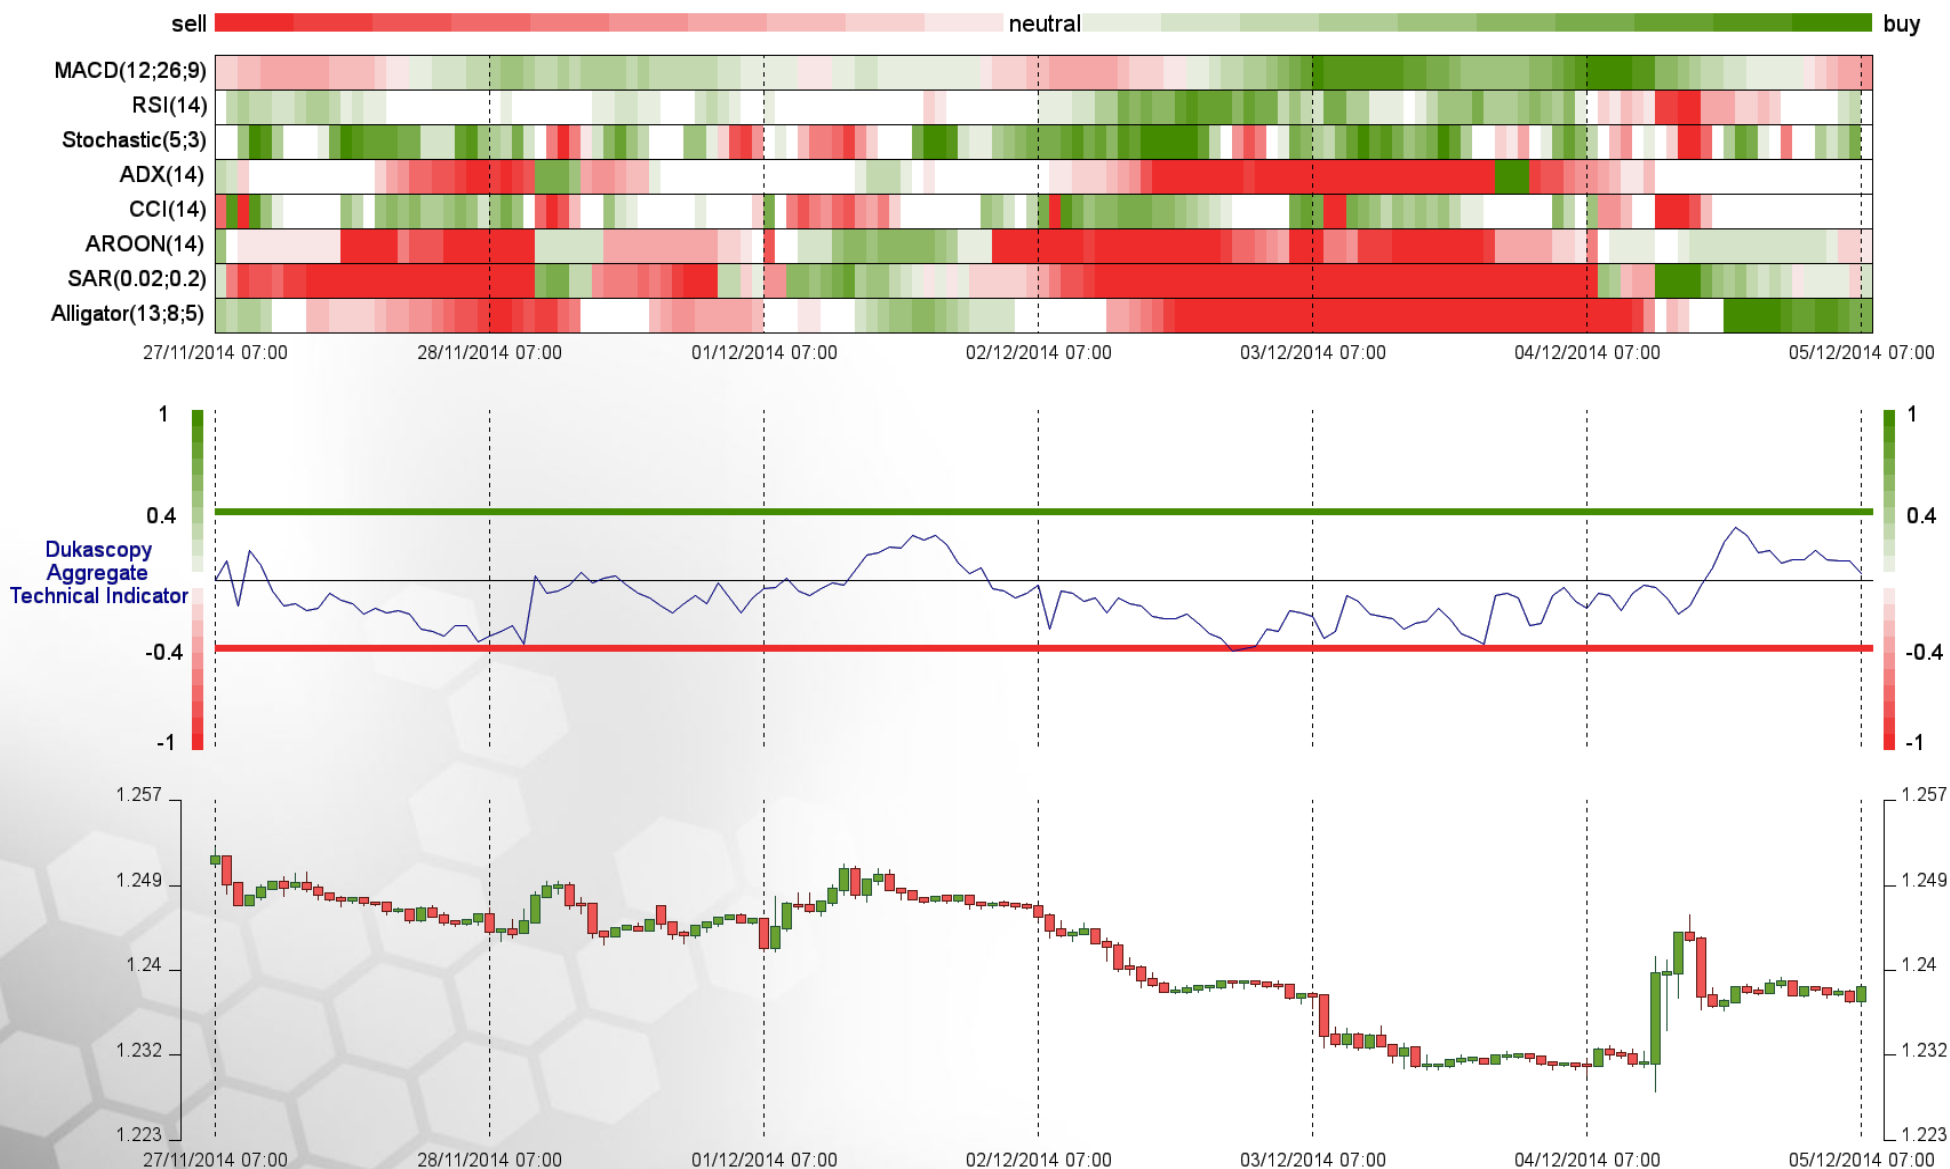 sell neutral buy
MACD(12;26;9)
RSI(14)
Stochastic(5;3)
ADX(14)
CCI(14)
AROON(14)
SAR(0.02;0.2)
Alligator(13;8;5)
27/11/2014 07:00 28/11/2014 07:00 01/12/2014 07:00 02/12/2014 07:00 03/12/2014 07:00 04/12/2014 07:00 05/12/2014 07:00
1 1
0.4 0.4
Dukascopy
Aggregate
Technical Indicator
-0.4 -0.4
-1 -1
1.257 1.257
1.249 1.249
1.24 1.24
1.232 1.232
1.223 1.223
27/11/2014 07:00 28/11/2014 07:00 01/12/2014 07:00 02/12/2014 07:00 03/12/2014 07:00 04/12/2014 07:00 05/12/2014 07:00